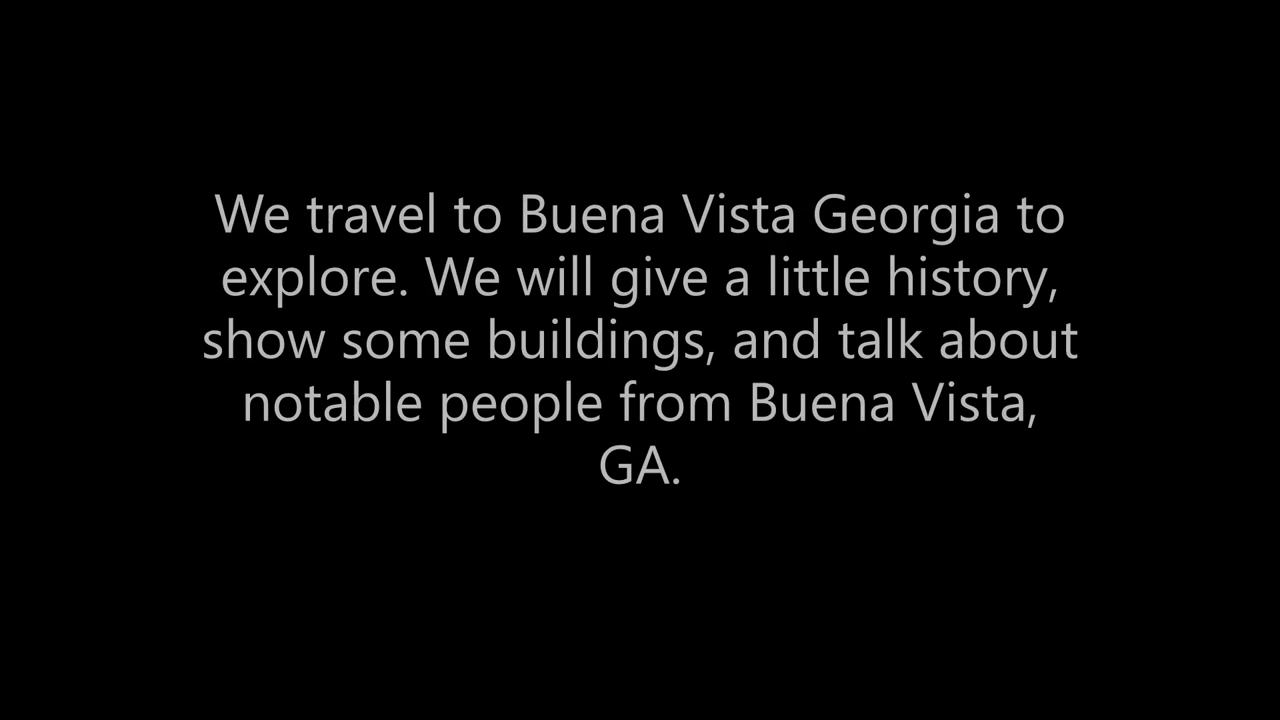 We travel to Buena Vista Georgia to
explore. We will give a little history,
show some buildings, and talk about
notable people from Buena Vista,
GA.